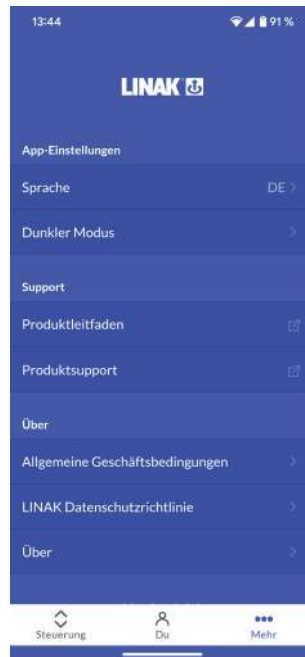 13:44
91 %
LINAK
App-Einstellungen
Sprache
DE
Dunkler Modus
Support
Produktleitfaden
Produktsupport
Über
Allgemeine Geschäftsbedingungen
LINAK Datenschutzrichtlinie
Über
Steuerung
Du
Mehr